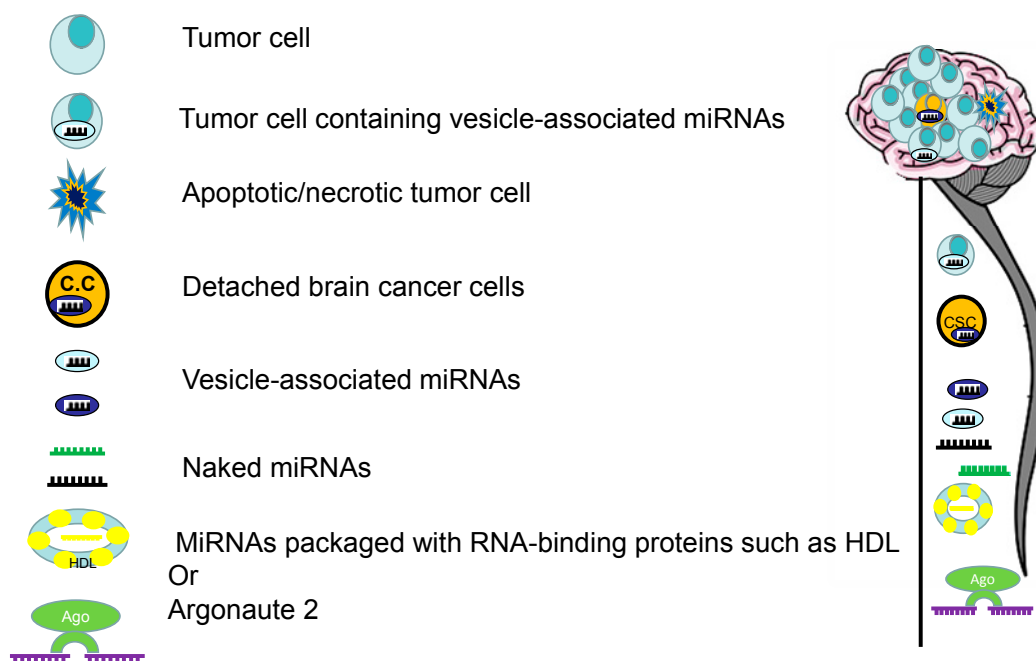 Tumor cell
Tumor cell containing vesicle-associated miRNAs
Apoptotic/necrotic tumor cell
C.C
Detached brain cancer cells
CSC
Vesicle-associated miRNAs
Naked miRNAs
MiRNAs packaged with RNA-binding proteins such as HDL
HDL
Or
Argonaute 2
Ago
Ago